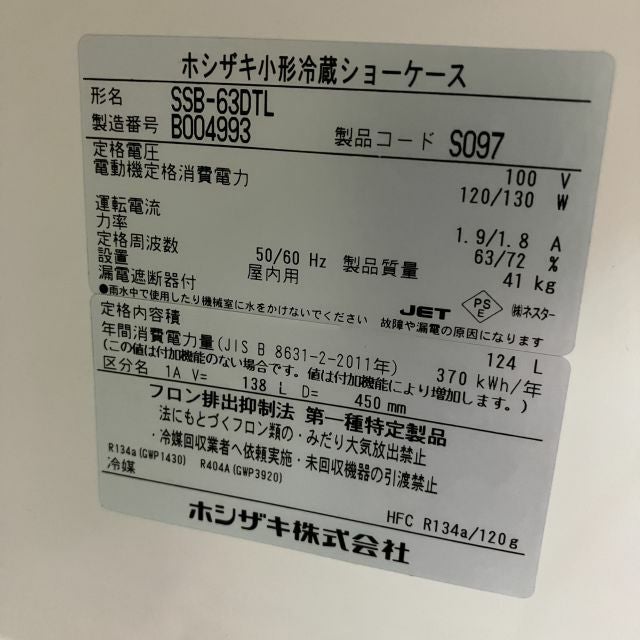 ホシザキ小形冷蔵ショーケース
形名 SSB-63DTL
製造番号 B004993 製品コード S097
定格電圧 100 V
電動機定格消費電力 120/130 W
運転電流 1.9/1.8 A
力率 63/72 %
定格周波数 50/60 Hz 製品質量 41 kg
設置 屋内用
漏電遮断器付
●雨水中で使用したり機械室に水をかけないでください 故障や漏電の原因になります
JET PSE ㈱ネスター
定格内容積 124 L
年間消費電力量(JIS B 8631-2-2011年) 370 kWh/年
(この値は付加機能のない場合です。値は付加機能により増加します。)
区分名 1A V= 138 L D= 450 mm
フロン排出抑制法 第一種特定製品
法にもとづくフロン類の・みだり大気放出禁止
・冷媒回収業者へ依頼実施・未回収機器の引渡禁止
R134a(GWP1430) R404A(GWP3920)
冷媒 HFC R134a/120g
ホシザキ株式会社